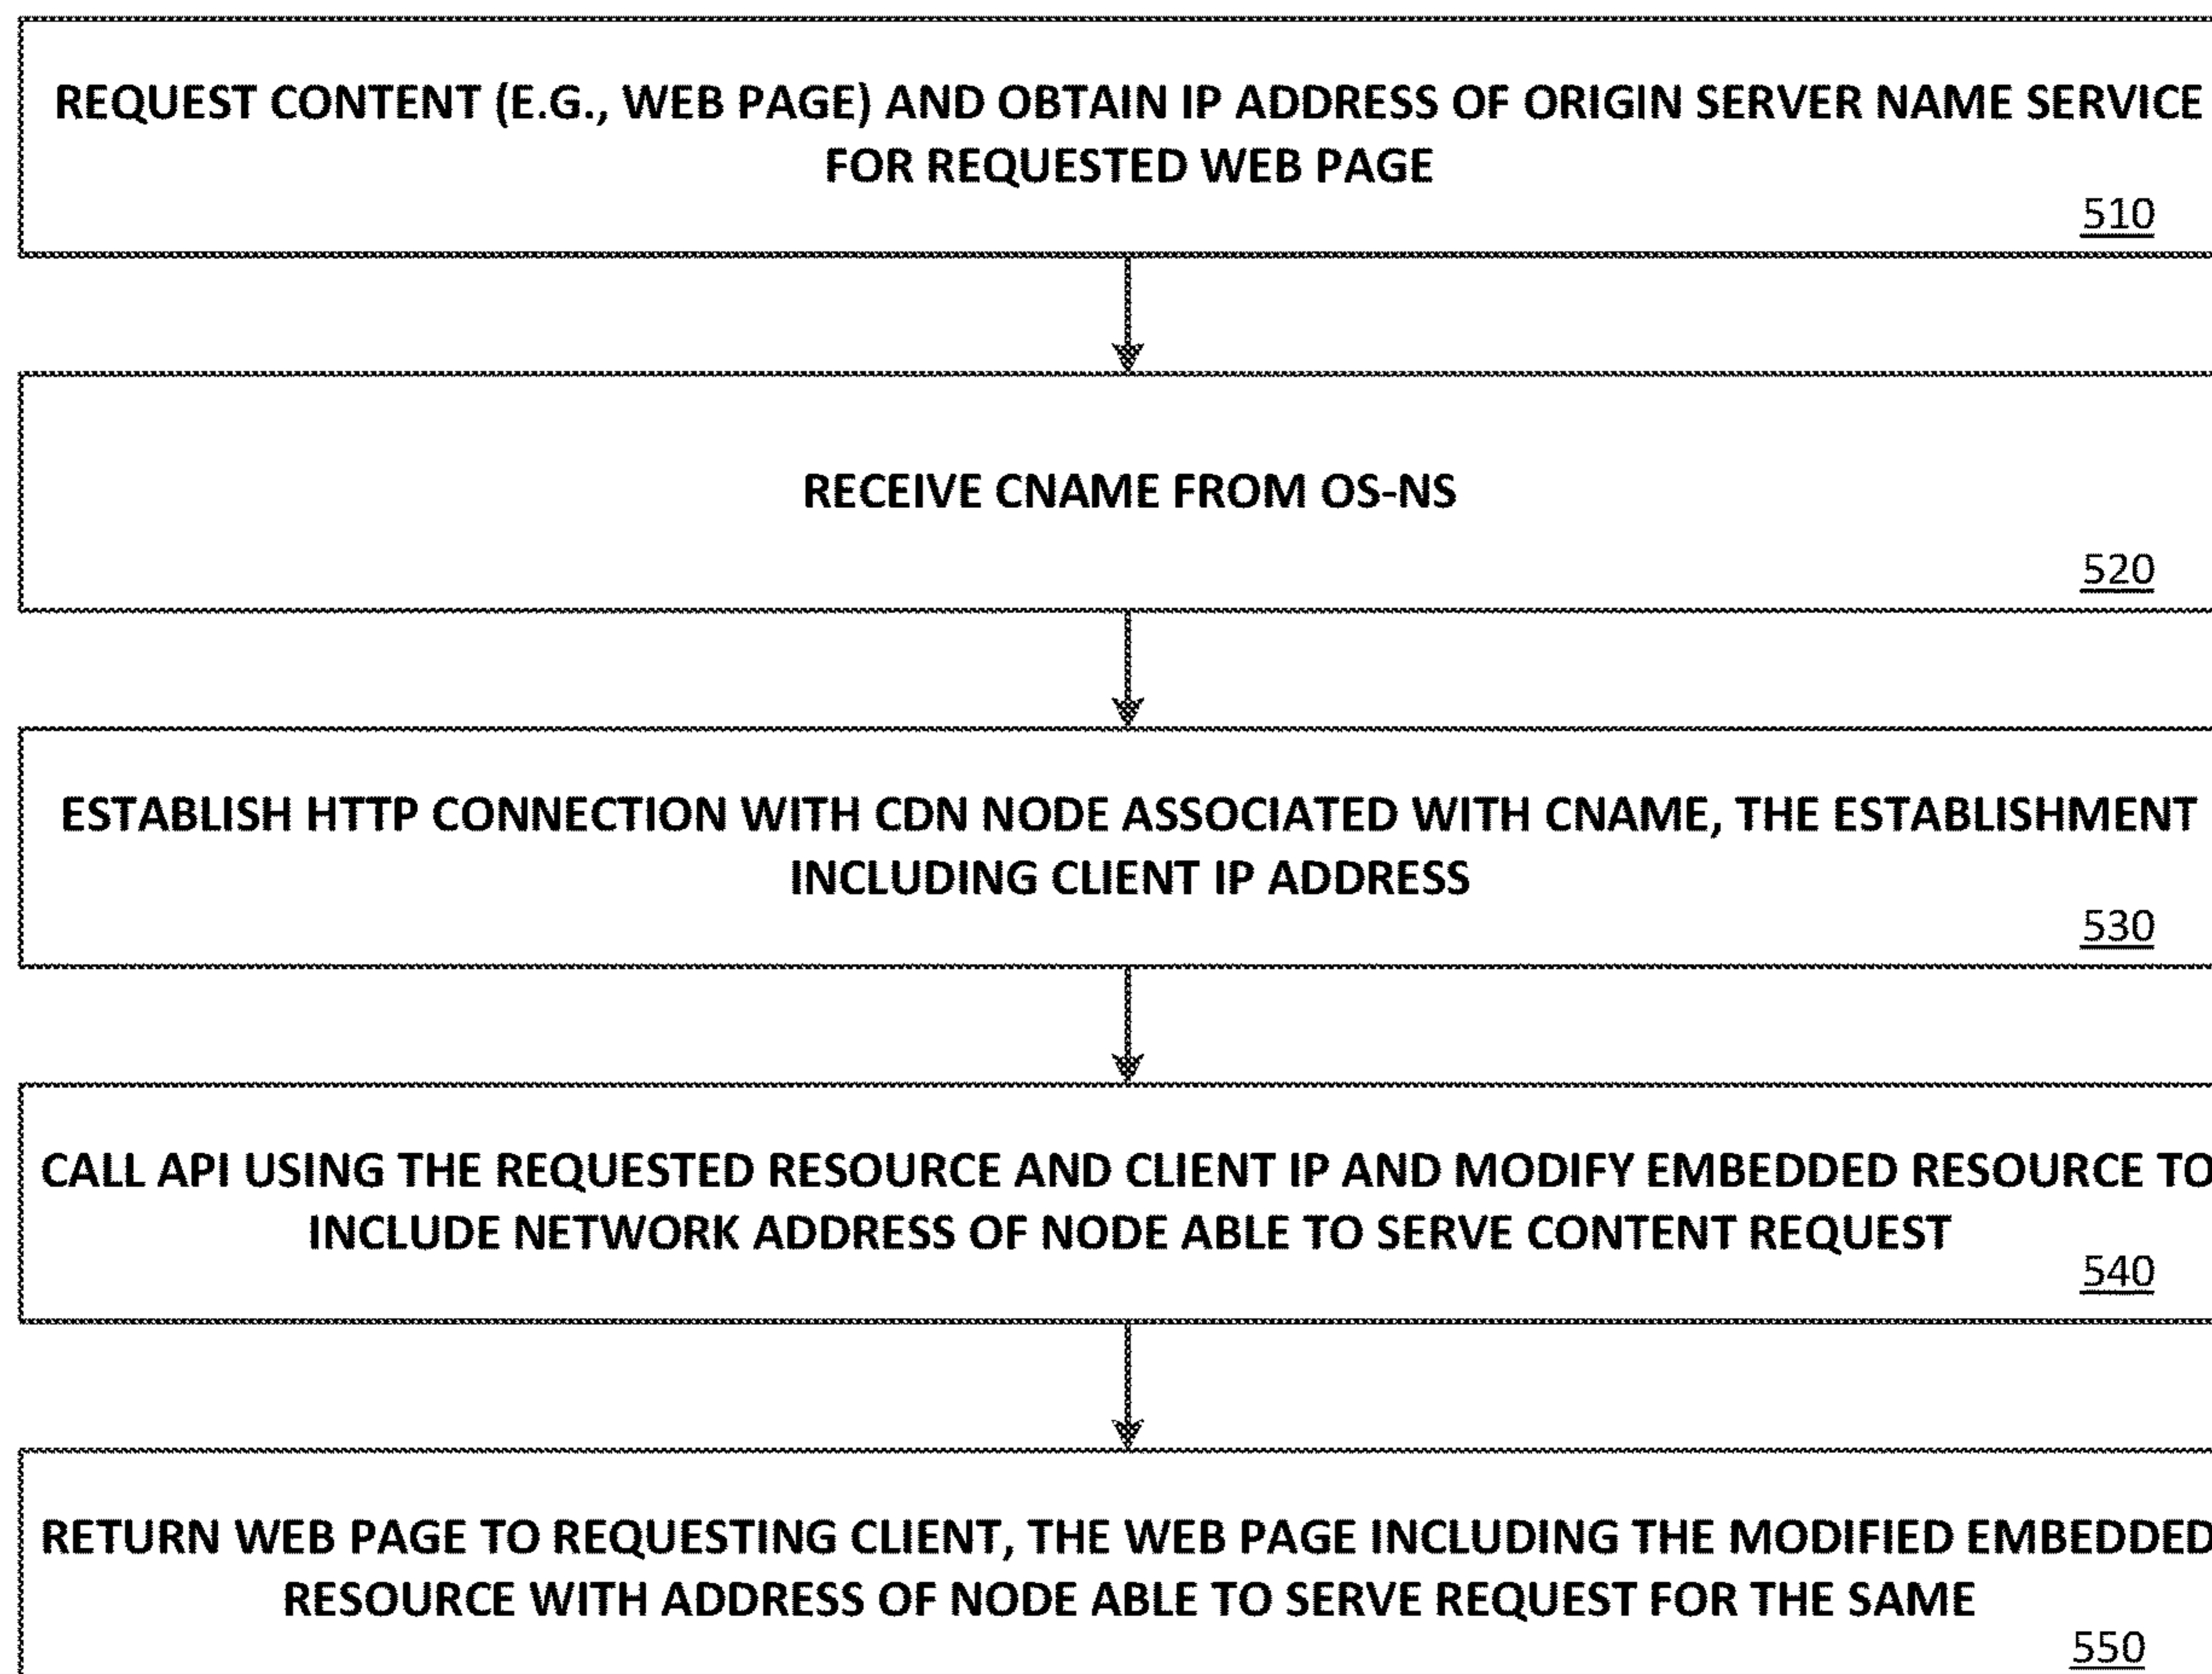 REQUEST CONTENT (E.G., WEB PAGE) AND OBTAIN IP ADDRESS OF ORIGIN SERVER NAME SERVICE
FOR REQUESTED WEB PAGE
510
RECEIVE CNAME FROM OS-NS
520
ESTABLISH HTTP CONNECTION WITH CDN NODE ASSOCIATED WITH CNAME, THE ESTABLISHMENT
INCLUDING CLIENT IP ADDRESS
530
CALL API USING THE REQUESTED RESOURCE AND CLIENT IP AND MODIFY EMBEDDED RESOURCE TO
INCLUDE NETWORK ADDRESS OF NODE ABLE TO SERVE CONTENT REQUEST
540
RETURN WEB PAGE TO REQUESTING CLIENT, THE WEB PAGE INCLUDING THE MODIFIED EMBEDDED
RESOURCE WITH ADDRESS OF NODE ABLE TO SERVE REQUEST FOR THE SAME
550